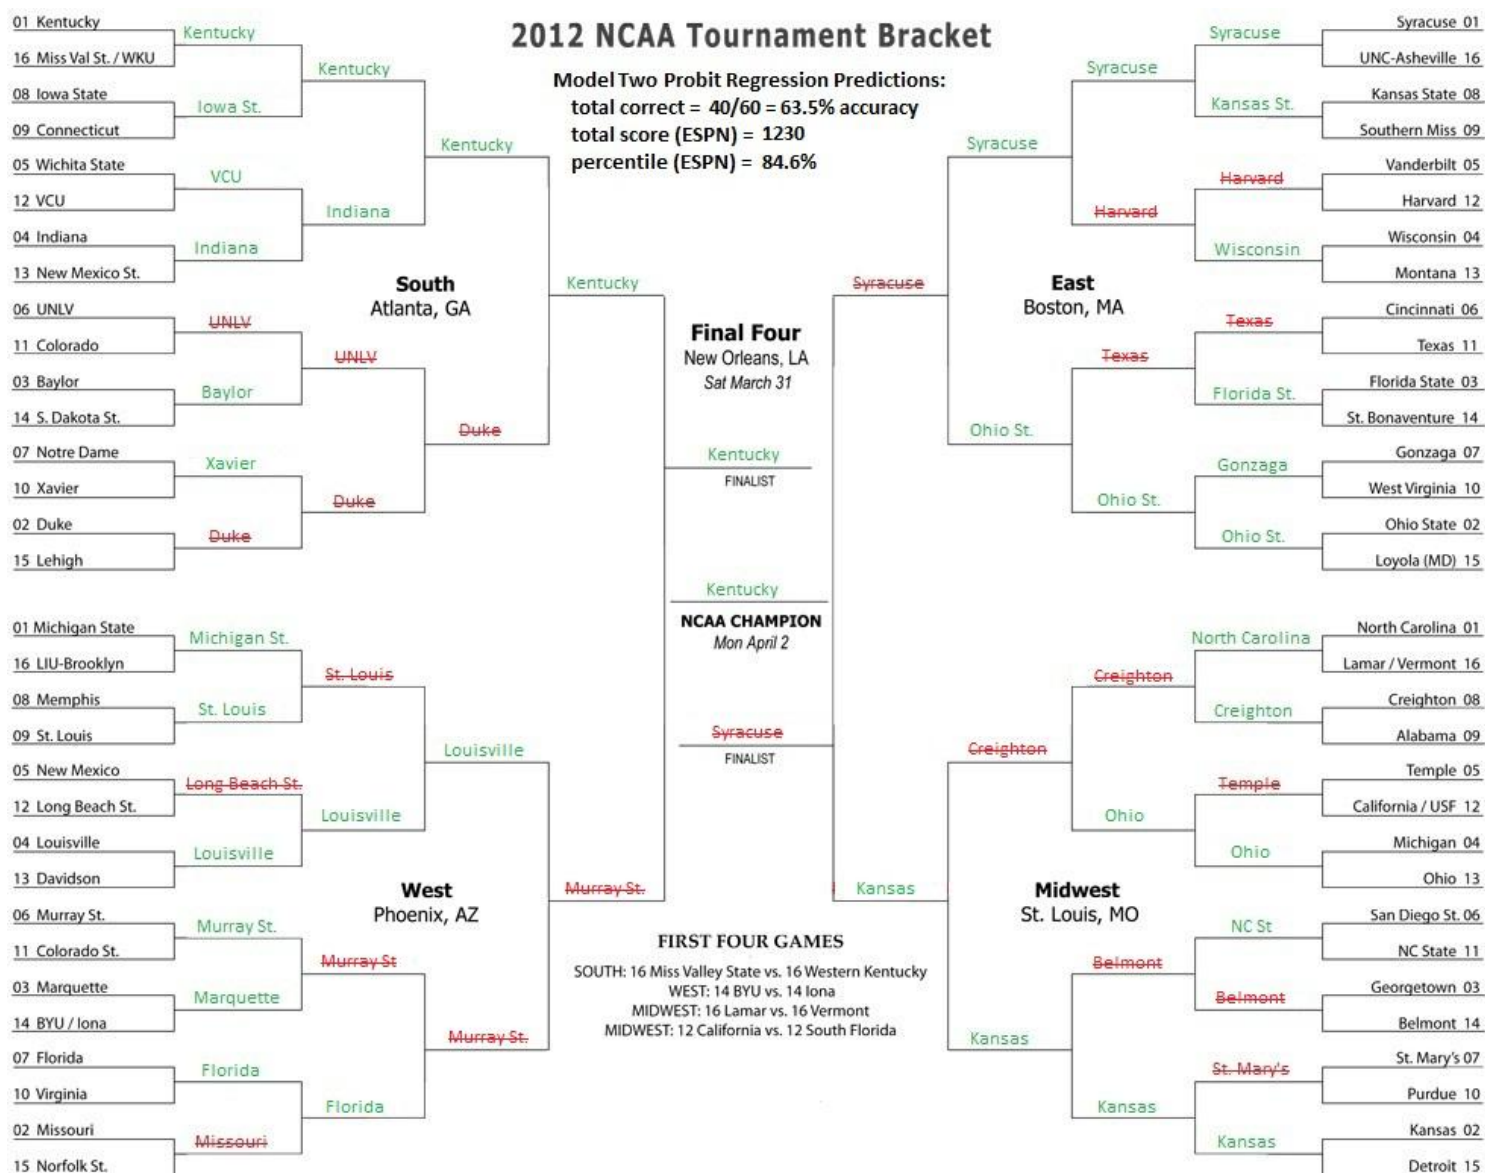 2012 NCAA Tournament Bracket
Model Two Probit Regression Predictions:
total correct = 40/60 = 63.5% accuracy
total score (ESPN) = 1230
percentile (ESPN) = 84.6%
01 Kentucky
16 Miss Val St. / WKU
08 Iowa State
09 Connecticut
05 Wichita State
12 VCU
04 Indiana
13 New Mexico St.
06 UNLV
11 Colorado
03 Baylor
14 S. Dakota St.
07 Notre Dame
10 Xavier
02 Duke
15 Lehigh
Kentucky
Iowa St.
VCU
Indiana
UNLV
Baylor
Xavier
Duke
Kentucky
Indiana
UNLV
Duke
Kentucky
Duke
Kentucky
South
Atlanta, GA
01 Michigan State
16 LIU-Brooklyn
08 Memphis
09 St. Louis
05 New Mexico
12 Long Beach St.
04 Louisville
13 Davidson
06 Murray St.
11 Colorado St.
03 Marquette
14 BYU / Iona
07 Florida
10 Virginia
02 Missouri
15 Norfolk St.
Michigan St.
St. Louis
Long Beach St.
Louisville
Murray St.
Marquette
Florida
Missouri
St. Louis
Louisville
Murray St
Florida
Louisville
Murray St.
Murray St.
West
Phoenix, AZ
Final Four
New Orleans, LA
Sat March 31
Kentucky
FINALIST
Kentucky
NCAA CHAMPION
Mon April 2
Syracuse
FINALIST
FIRST FOUR GAMES
SOUTH: 16 Miss Valley State vs. 16 Western Kentucky
WEST: 14 BYU vs. 14 Iona
MIDWEST: 16 Lamar vs. 16 Vermont
MIDWEST: 12 California vs. 12 South Florida
Syracuse 01
UNC-Asheville 16
Kansas State 08
Southern Miss 09
Vanderbilt 05
Harvard 12
Wisconsin 04
Montana 13
Cincinnati 06
Texas 11
Florida State 03
St. Bonaventure 14
Gonzaga 07
West Virginia 10
Ohio State 02
Loyola (MD) 15
Syracuse
Kansas St.
Harvard
Wisconsin
Texas
Florida St.
Gonzaga
Ohio St.
Syracuse
Harvard
Texas
Ohio St.
Syracuse
Ohio St.
Syracuse
East
Boston, MA
North Carolina 01
Lamar / Vermont 16
Creighton 08
Alabama 09
Temple 05
California / USF 12
Michigan 04
Ohio 13
San Diego St. 06
NC State 11
Georgetown 03
Belmont 14
St. Mary's 07
Purdue 10
Kansas 02
Detroit 15
North Carolina
Creighton
Temple
Ohio
NC St
Belmont
St. Mary's
Kansas
Creighton
Ohio
Belmont
Kansas
Creighton
Kansas
Kansas
Midwest
St. Louis, MO